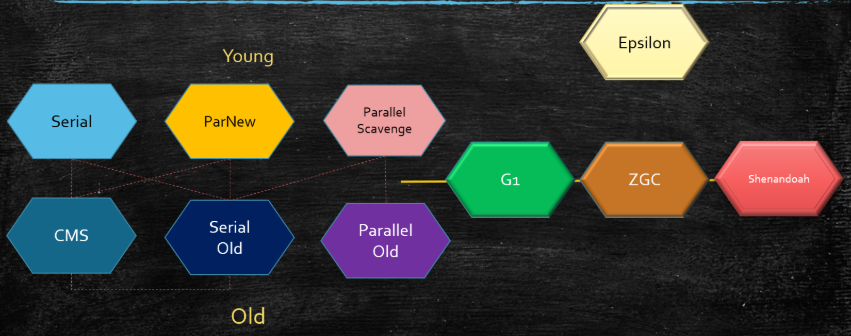 Epsilon
Young
Serial
ParNew
Parallel
Scavenge
G1
ZGC
Shenandoah
CMS
Serial
Old
Parallel
Old
Old